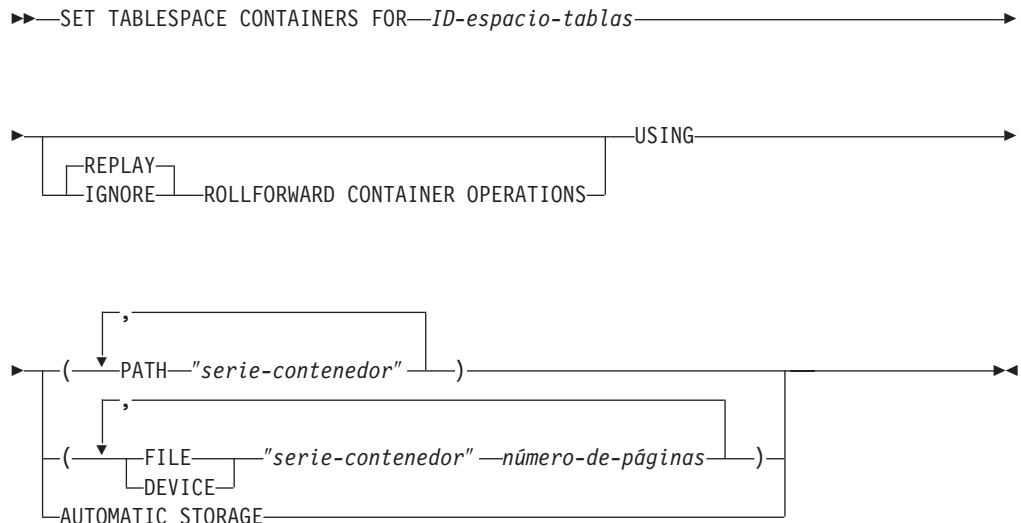 SET TABLESPACE CONTAINERS FOR ID-espacio-tablas
USING
REPLAY
IGNORE ROLLFORWARD CONTAINER OPERATIONS
,
( PATH "serie-contenedor" )
,
( FILE "serie-contenedor" número-de-páginas )
DEVICE
AUTOMATIC STORAGE